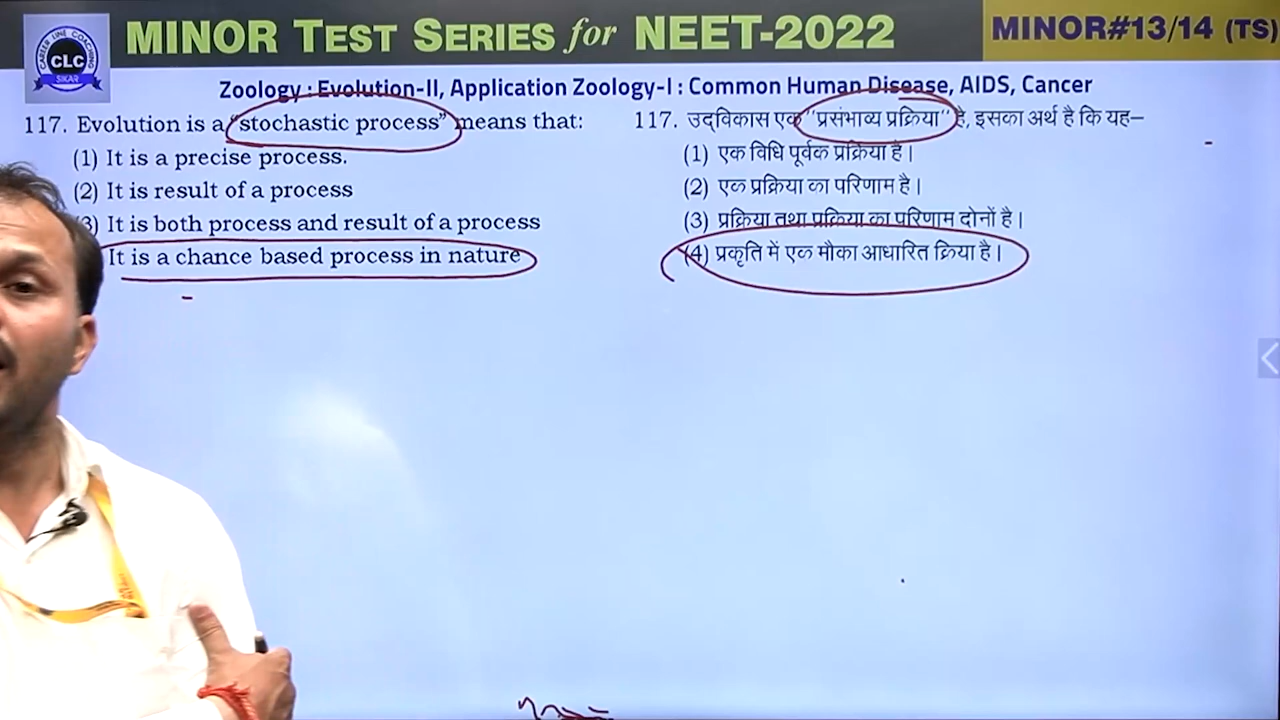 MINOR TEST SERIES for NEET-2022
MINOR#13/14 (TS)
CAREER LINE COACHING
CLC
SIKAR
Zoology : Evolution-II, Application Zoology-I : Common Human Disease, AIDS, Cancer
117. Evolution is a "stochastic process" means that:
(1) It is a precise process.
(2) It is result of a process
3) It is both process and result of a process
It is a chance based process in nature
117. उद्विकास एक "प्रसंभाव्य प्रक्रिया" है, इसका अर्थ है कि यह–
(1) एक विधि पूर्वक प्रक्रिया है।
(2) एक प्रक्रिया का परिणाम है।
(3) प्रक्रिया तथा प्रक्रिया का परिणाम दोनों है।
(4) प्रकृति में एक मौका आधारित क्रिया है।